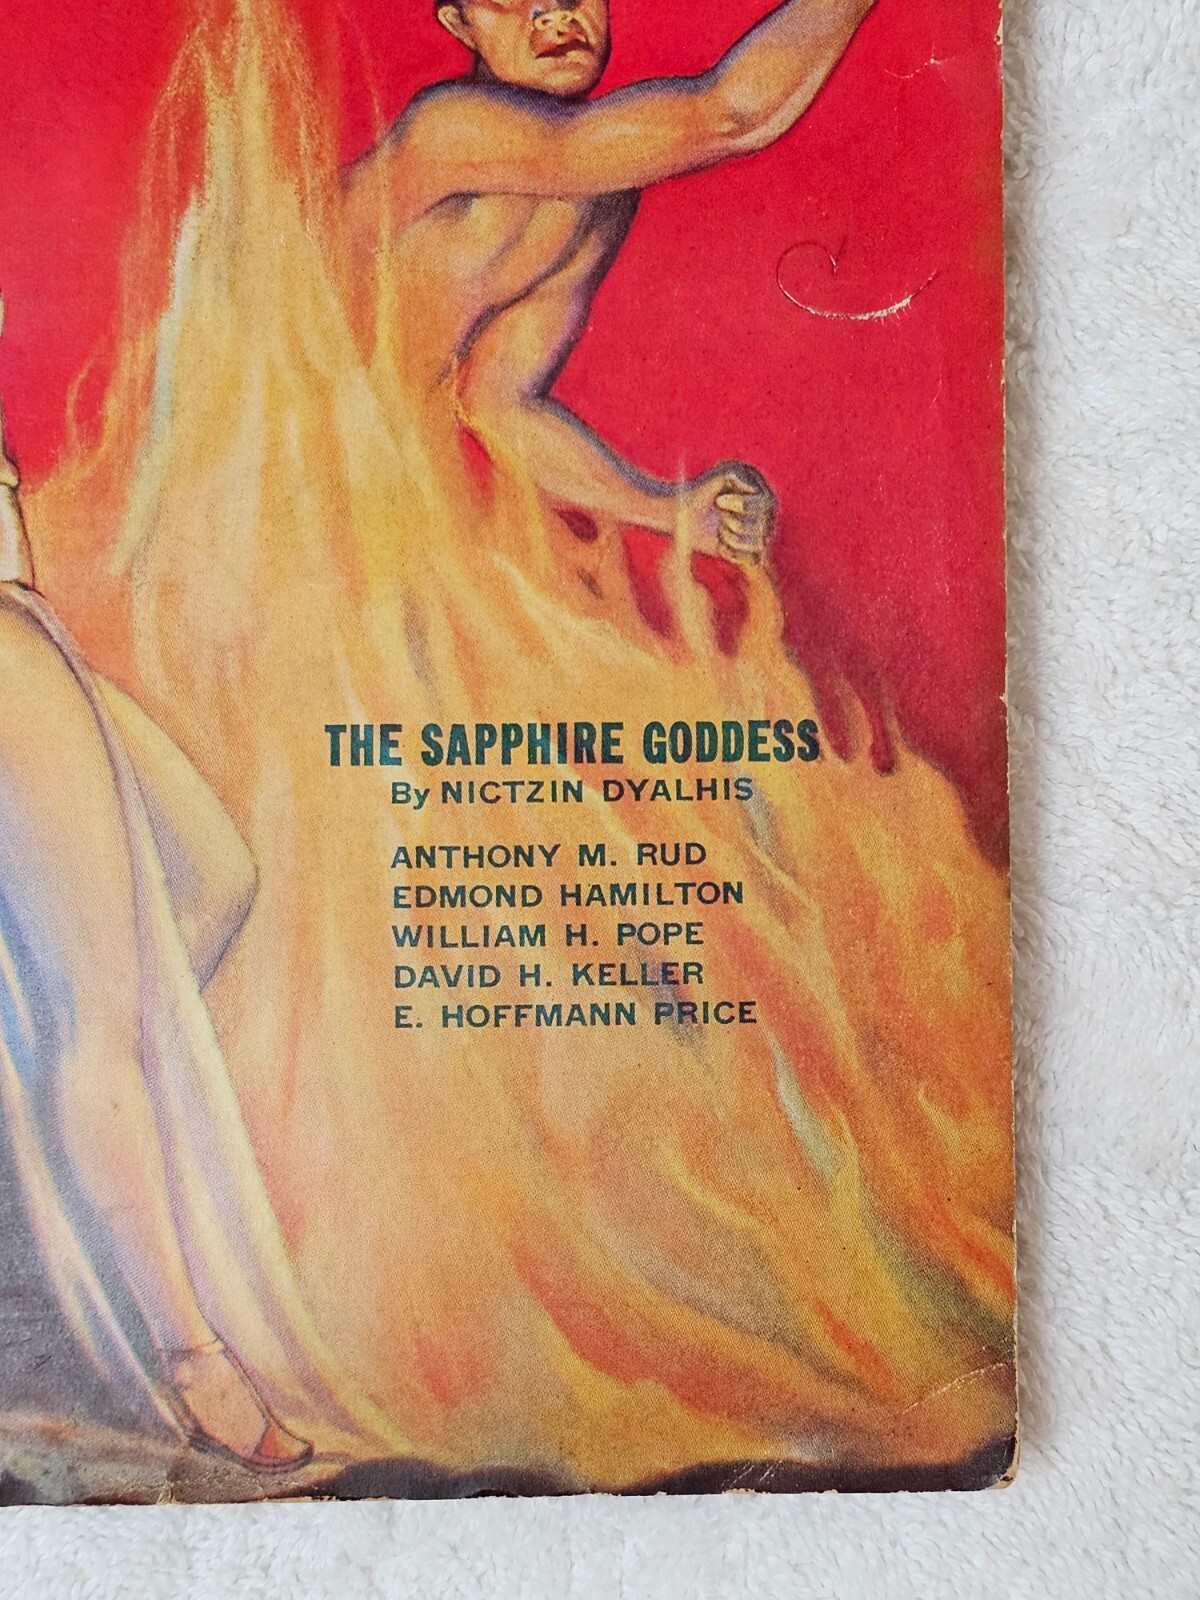 THE SAPPHIRE GODDESS
By NICTZIN DYALHIS
ANTHONY M. RUD
EDMOND HAMILTON
WILLIAM H. POPE
DAVID H. KELLER
E. HOFFMANN PRICE